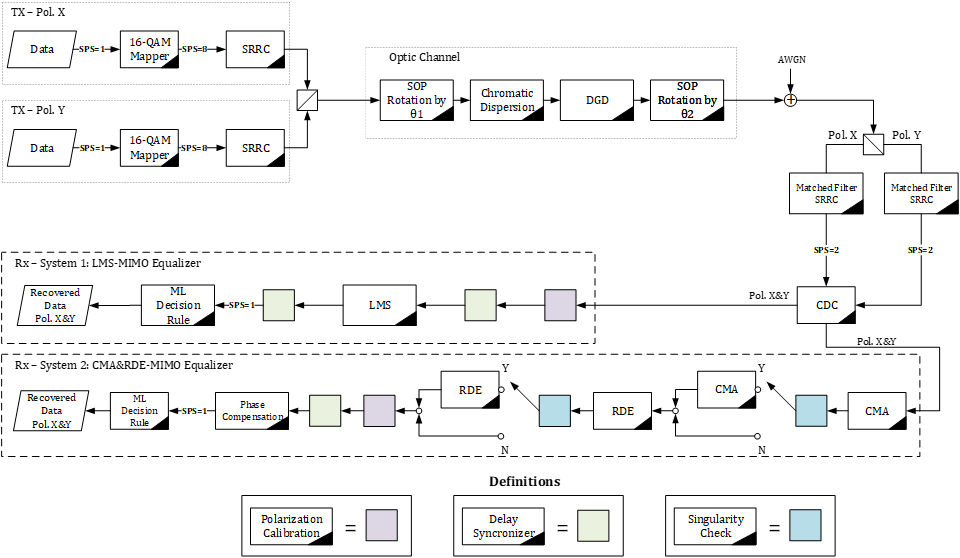 TX – Pol. X
Data
SPS=1
16-QAM
Mapper
SPS=8
SRRC
TX – Pol. Y
Data
SPS=1
16-QAM
Mapper
SPS=8
SRRC
Optic Channel
SOP
Rotation by
θ1
Chromatic
Dispersion
DGD
SOP
Rotation by
θ2
AWGN
Pol. X
Pol. Y
Matched Filter
SRRC
Matched Filter
SRRC
SPS=2
SPS=2
CDC
Pol. X&Y
Pol. X&Y
Rx – System 1: LMS-MIMO Equalizer
Recovered
Data
Pol. X&Y
ML
Decision
Rule
SPS=1
LMS
Rx – System 2: CMA&RDE-MIMO Equalizer
Recovered
Data
Pol. X&Y
ML
Decision
Rule
SPS=1
Phase
Compensation
RDE
Y
N
RDE
CMA
Y
N
CMA
Definitions
Polarization
Calibration
=
Delay
Syncronizer
=
Singularity
Check
=